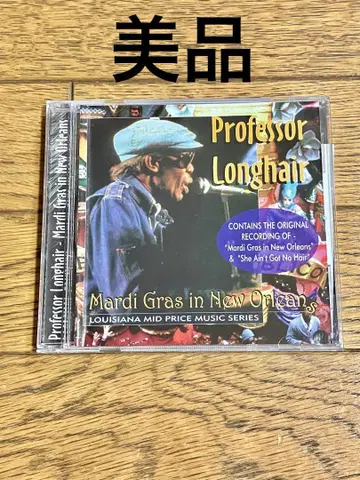 美品
Professor Longhair - Mardi Gras in New Orleans
Professor
Longhair
CONTAINS THE ORIGINAL
RECORDING OF -
"Mardi Gras in New Orleans"
& "She Ain't Got No Hair"
Mardi Gras in New Orleans
LOUISIANA MID PRICE MUSIC SERIES